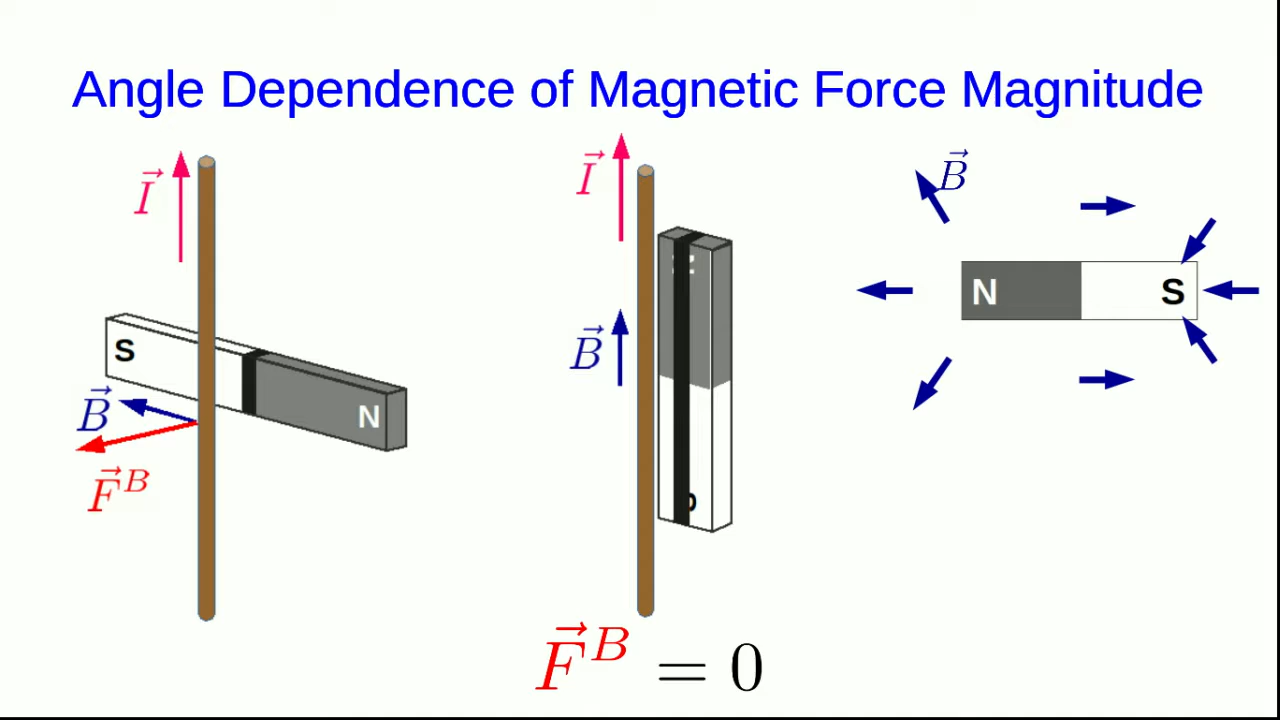 Angle Dependence of Magnetic Force Magnitude
I⃗
S
N
B⃗
F⃗ᴮ
I⃗
B⃗
F⃗ᴮ = 0
B⃗
N
S